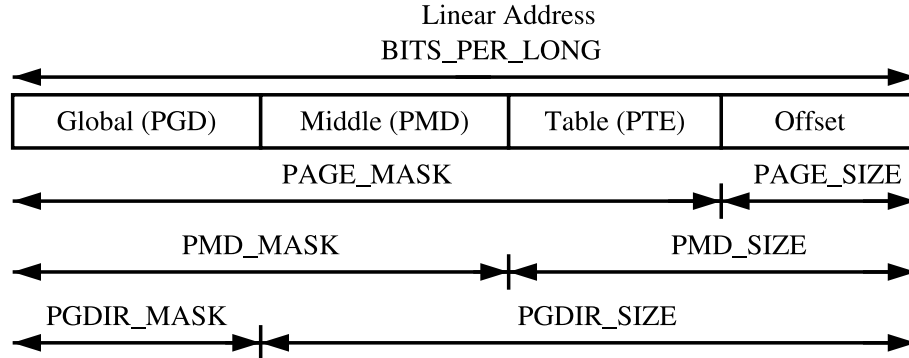 Linear Address
BITS_PER_LONG
Global (PGD) Middle (PMD) Table (PTE) Offset
PAGE_MASK PAGE_SIZE
PMD_MASK PMD_SIZE
PGDIR_MASK PGDIR_SIZE